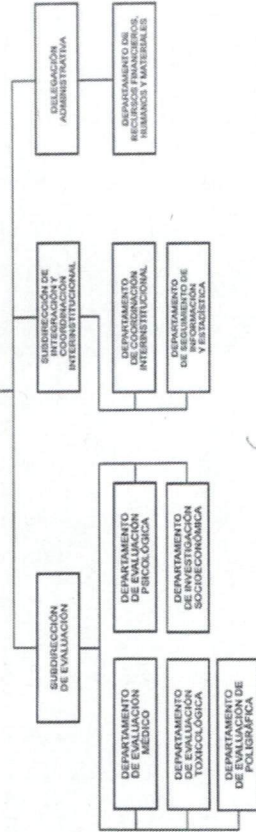 SUBDIRECCIÓN
DE EVALUACIÓN
DEPARTAMENTO
DE EVALUACIÓN
MÉDICO
DEPARTAMENTO
DE EVALUACIÓN
TOXICOLÓGICA
DEPARTAMENTO
DE EVALUACIÓN DE
POLIGRÁFICA
DEPARTAMENTO
DE EVALUACIÓN
PSICOLÓGICA
DEPARTAMENTO
DE INVESTIGACIÓN
SOCIOECONÓMICA
SUBDIRECCIÓN DE
INTEGRACIÓN Y
COORDINACIÓN
INTERINSTITUCIONAL
DEPARTAMENTO
DE COORDINACIÓN
INTERINSTITUCIONAL
DEPARTAMENTO
DE SEGUIMIENTO DE
INFORMACIÓN
Y ESTADÍSTICA
DELEGACIÓN
ADMINISTRATIVA
DEPARTAMENTO DE
RECURSOS FINANCIEROS,
HUMANOS Y MATERIALES